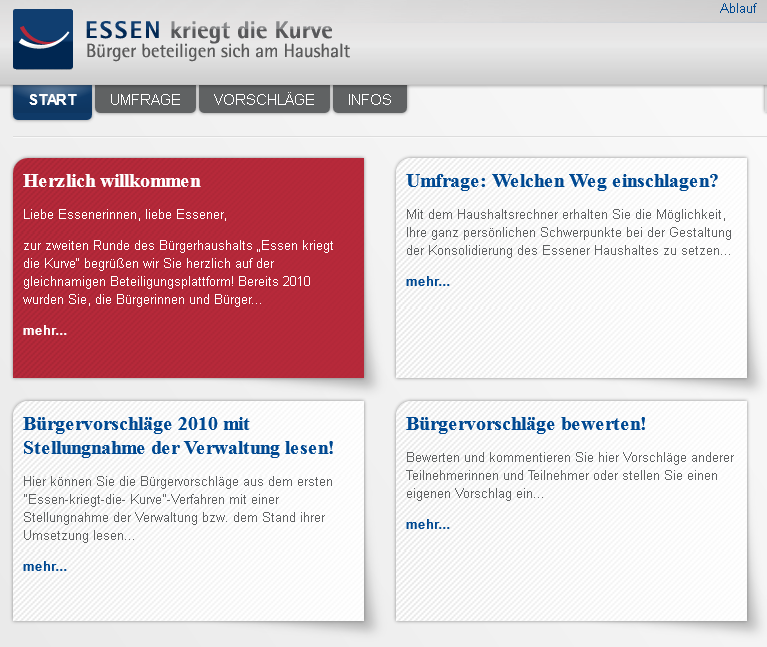 Ablauf
ESSEN kriegt die Kurve
Bürger beteiligen sich am Haushalt
START
UMFRAGE
VORSCHLÄGE
INFOS
Herzlich willkommen
Liebe Essenerinnen, liebe Essener,
zur zweiten Runde des Bürgerhaushalts „Essen kriegt
die Kurve“ begrüßen wir Sie herzlich auf der
gleichnamigen Beteiligungsplattform! Bereits 2010
wurden Sie, die Bürgerinnen und Bürger...
mehr...
Umfrage: Welchen Weg einschlagen?
Mit dem Haushaltsrechner erhalten Sie die Möglichkeit,
Ihre ganz persönlichen Schwerpunkte bei der Gestaltung
der Konsolidierung des Essener Haushaltes zu setzen...
mehr...
Bürgervorschläge 2010 mit
Stellungnahme der Verwaltung lesen!
Hier können Sie die Bürgervorschläge aus dem ersten
"Essen-kriegt-die- Kurve"-Verfahren mit einer
Stellungnahme der Verwaltung bzw. dem Stand ihrer
Umsetzung lesen...
mehr...
Bürgervorschläge bewerten!
Bewerten und kommentieren Sie hier Vorschläge anderer
Teilnehmerinnen und Teilnehmer oder stellen Sie einen
eigenen Vorschlag ein...
mehr...